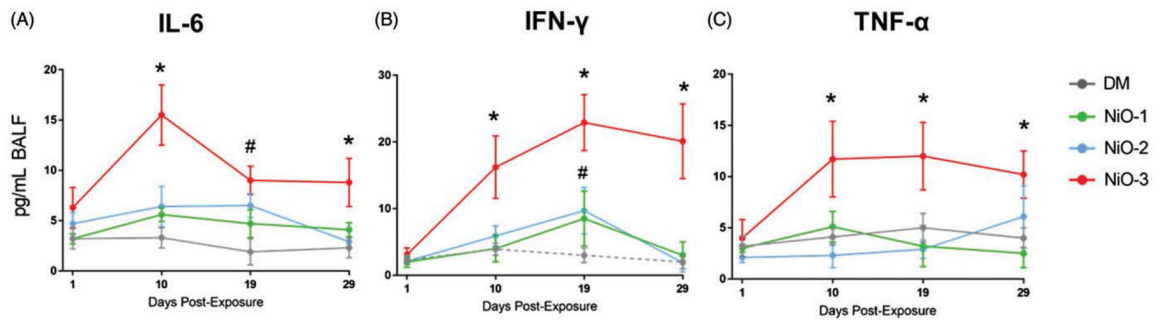 (A) IL-6
(B) IFN-γ
(C) TNF-α
pg/mL BALF
20
15
10
5
0
*
#
*
1 10 19 29
Days Post-Exposure
30
20
10
0
*
*
*
#
1 10 19 29
Days Post-Exposure
20
15
10
5
0
*
*
*
1 10 19 29
Days Post-Exposure
DM
NiO-1
NiO-2
NiO-3